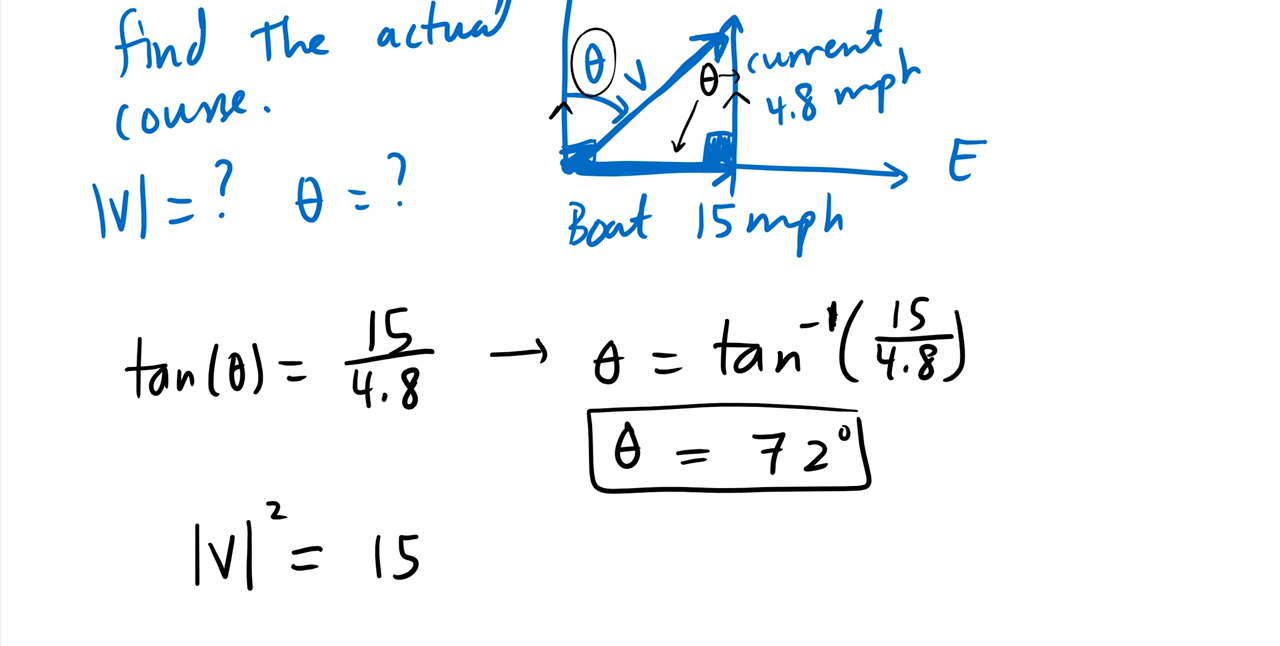 find the actual
course.
|V| = ? θ = ?
θ
V
θ →
current
4.8 mph
E
Boat 15 mph
tan(θ) = 15/4.8 → θ = tan⁻¹(15/4.8)
θ = 72°
|V|² = 15